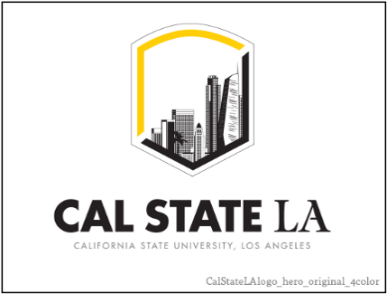 CAL STATE LA
CALIFORNIA STATE UNIVERSITY, LOS ANGELES
CalStateLAlogo_hero_original_4color